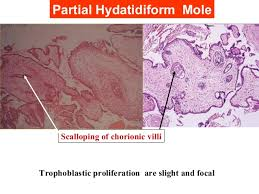 Partial Hydatidiform Mole
Scalloping of chorionic villi
Trophoblastic proliferation are slight and focal